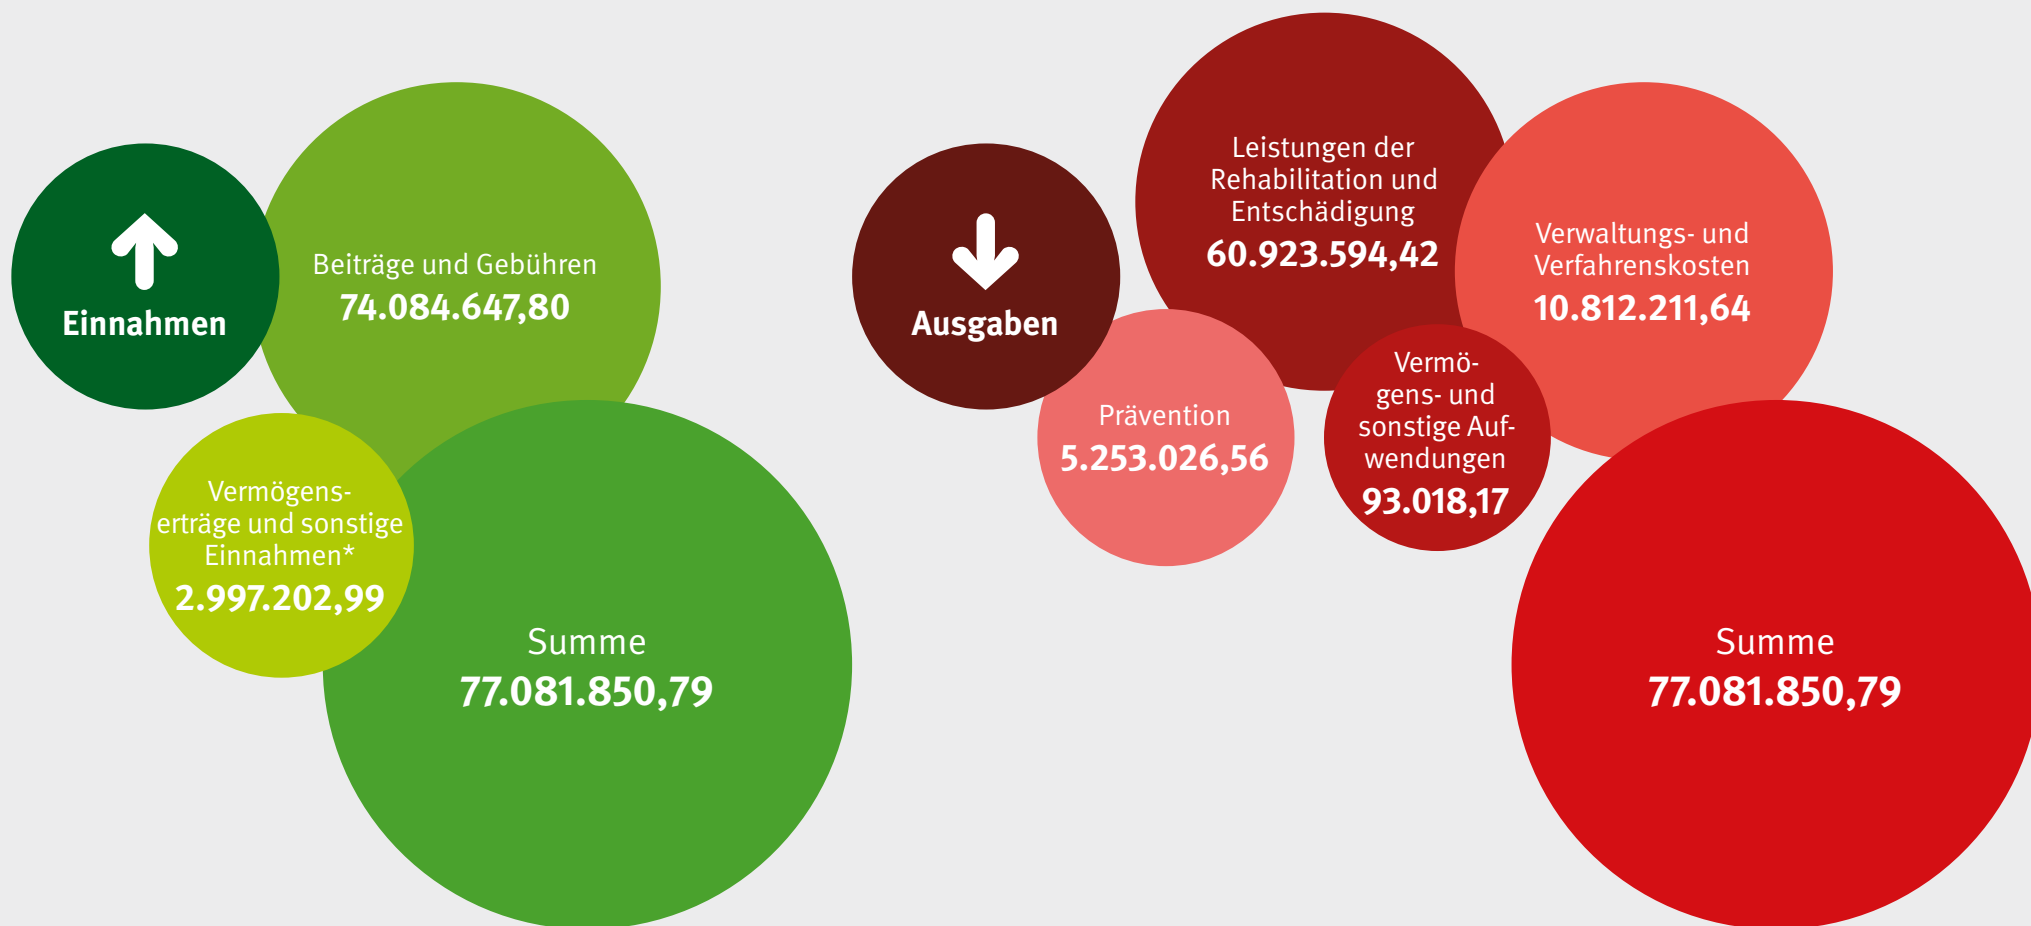 Einnahmen
Beiträge und Gebühren
74.084.647,80
Vermögens-
erträge und sonstige
Einnahmen*
2.997.202,99
Summe
77.081.850,79
Ausgaben
Leistungen der
Rehabilitation und
Entschädigung
60.923.594,42
Verwaltungs- und
Verfahrenskosten
10.812.211,64
Prävention
5.253.026,56
Vermö-
gens- und
sonstige Auf-
wendungen
93.018,17
Summe
77.081.850,79